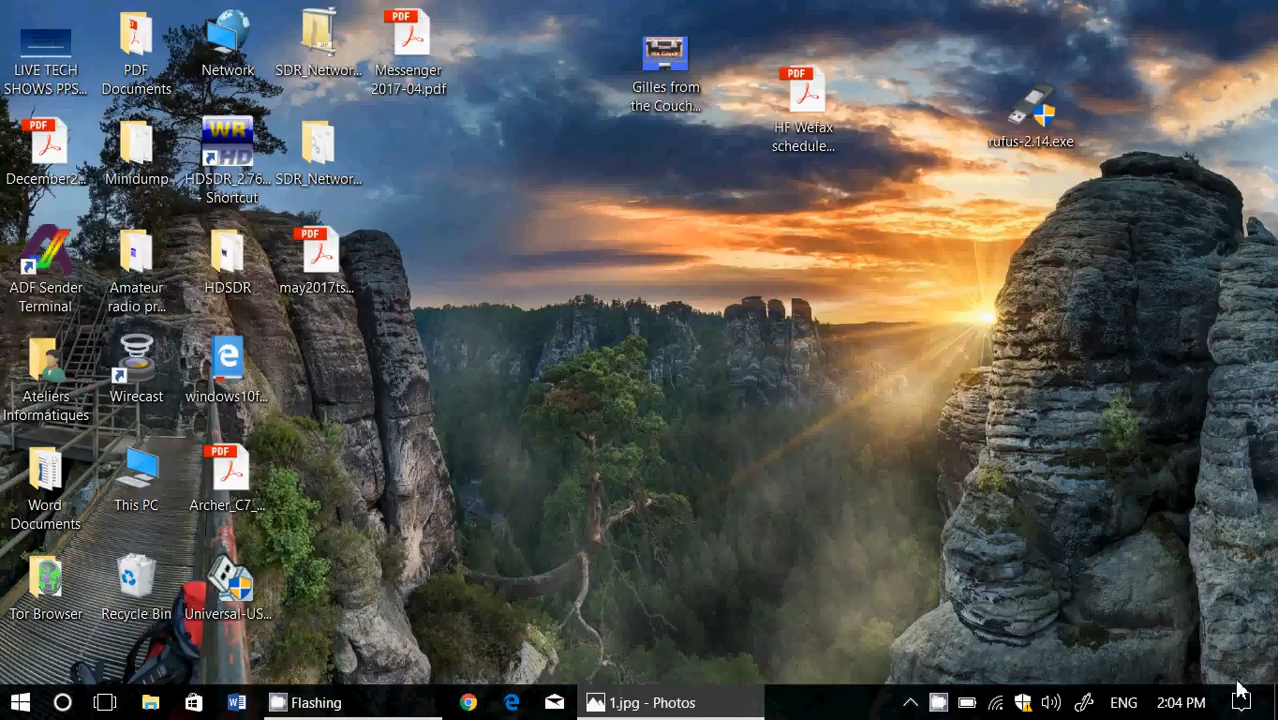 LIVE TECH
SHOWS PPS...
PDF
Documents
Network
SDR_Networ...
PDF
Messenger
2017-04.pdf
Gilles from
the Couch...
PDF
HF Wefax
schedule...
rufus-2.14.exe
PDF
December2...
Minidump
WR
HD
HDSDR_2.76...
- Shortcut
SDR_Networ...
ADF Sender
Terminal
Amateur
radio pr...
HDSDR
PDF
may2017ts...
Ateliers
Informatiques
Wirecast
windows10f...
Word
Documents
This PC
PDF
Archer_C7_...
Tor Browser
Recycle Bin
Universal-US...
Flashing
1.jpg - Photos
ENG
2:04 PM